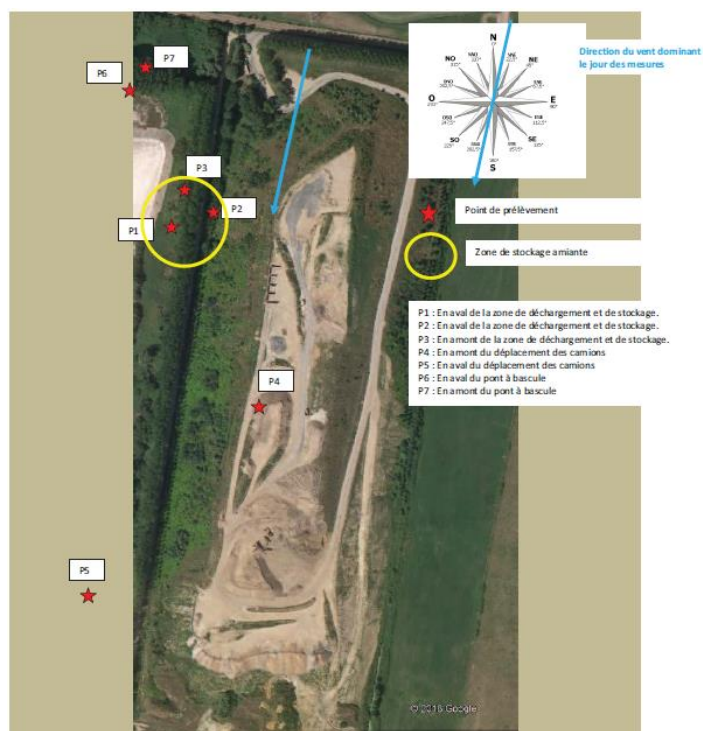 P7
P6
P3
P2
P1
P4
P5
N
NO
NE
O
E
SO
SE
S
Direction du vent dominant
le jour des mesures
Point de prélèvement
Zone de stockage amiante
P1 : En aval de la zone de déchargement et de stockage.
P2 : En aval de la zone de déchargement et de stockage.
P3 : En amont de la zone de déchargement et de stockage.
P4 : En amont du déplacement des camions
P5 : En aval du déplacement des camions
P6 : En aval du pont à bascule
P7 : En amont du pont à bascule
© 2016 Google